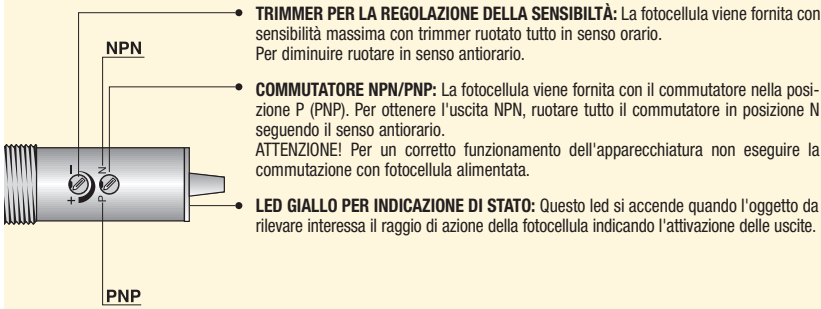 TRIMMER PER LA REGOLAZIONE DELLA SENSIBILTÀ: La fotocellula viene fornita con
sensibilità massima con trimmer ruotato tutto in senso orario.
Per diminuire ruotare in senso antiorario.
NPN
COMMUTATORE NPN/PNP: La fotocellula viene fornita con il commutatore nella posi-
zione P (PNP). Per ottenere l'uscita NPN, ruotare tutto il commutatore in posizione N
seguendo il senso antiorario.
ATTENZIONE! Per un corretto funzionamento dell'apparecchiatura non eseguire la
commutazione con fotocellula alimentata.
+ −
P N
LED GIALLO PER INDICAZIONE DI STATO: Questo led si accende quando l'oggetto da
rilevare interessa il raggio di azione della fotocellula indicando l'attivazione delle uscite.
PNP